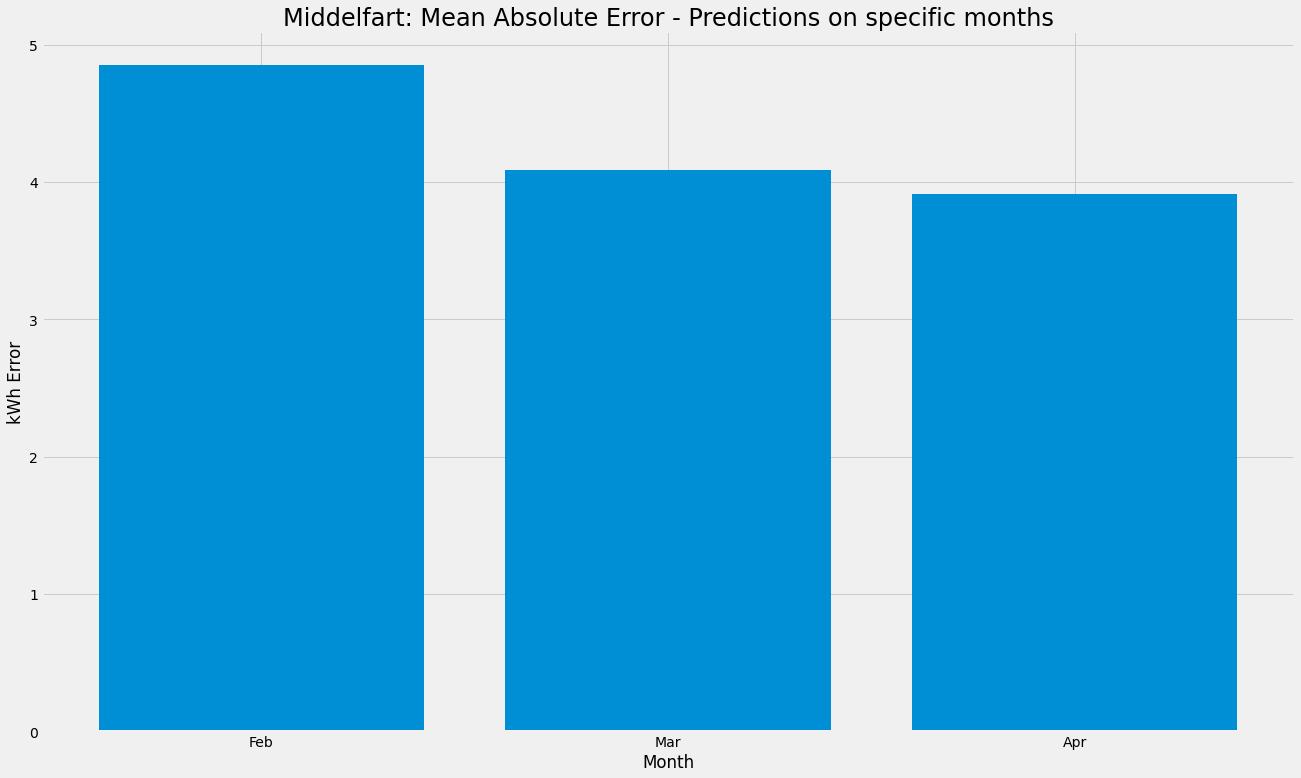 Middelfart: Mean Absolute Error - Predictions on specific months
5
4
3
2
1
0
kWh Error
Feb
Mar
Apr
Month